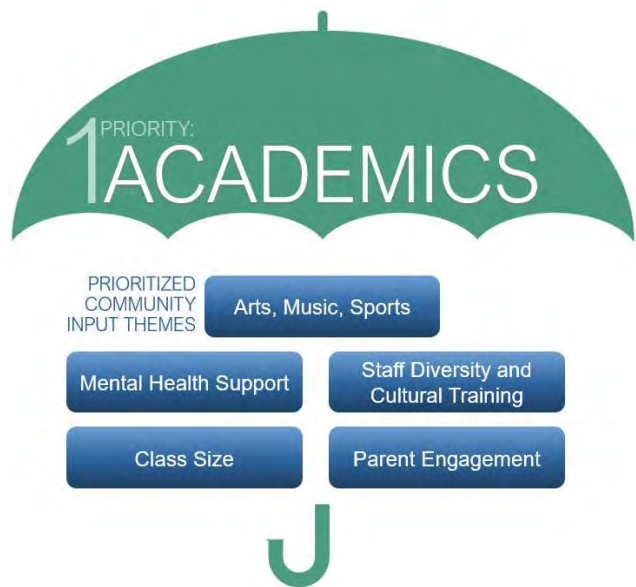 1 PRIORITY:
ACADEMICS
PRIORITIZED
COMMUNITY
INPUT THEMES
Arts, Music, Sports
Mental Health Support
Staff Diversity and
Cultural Training
Class Size
Parent Engagement